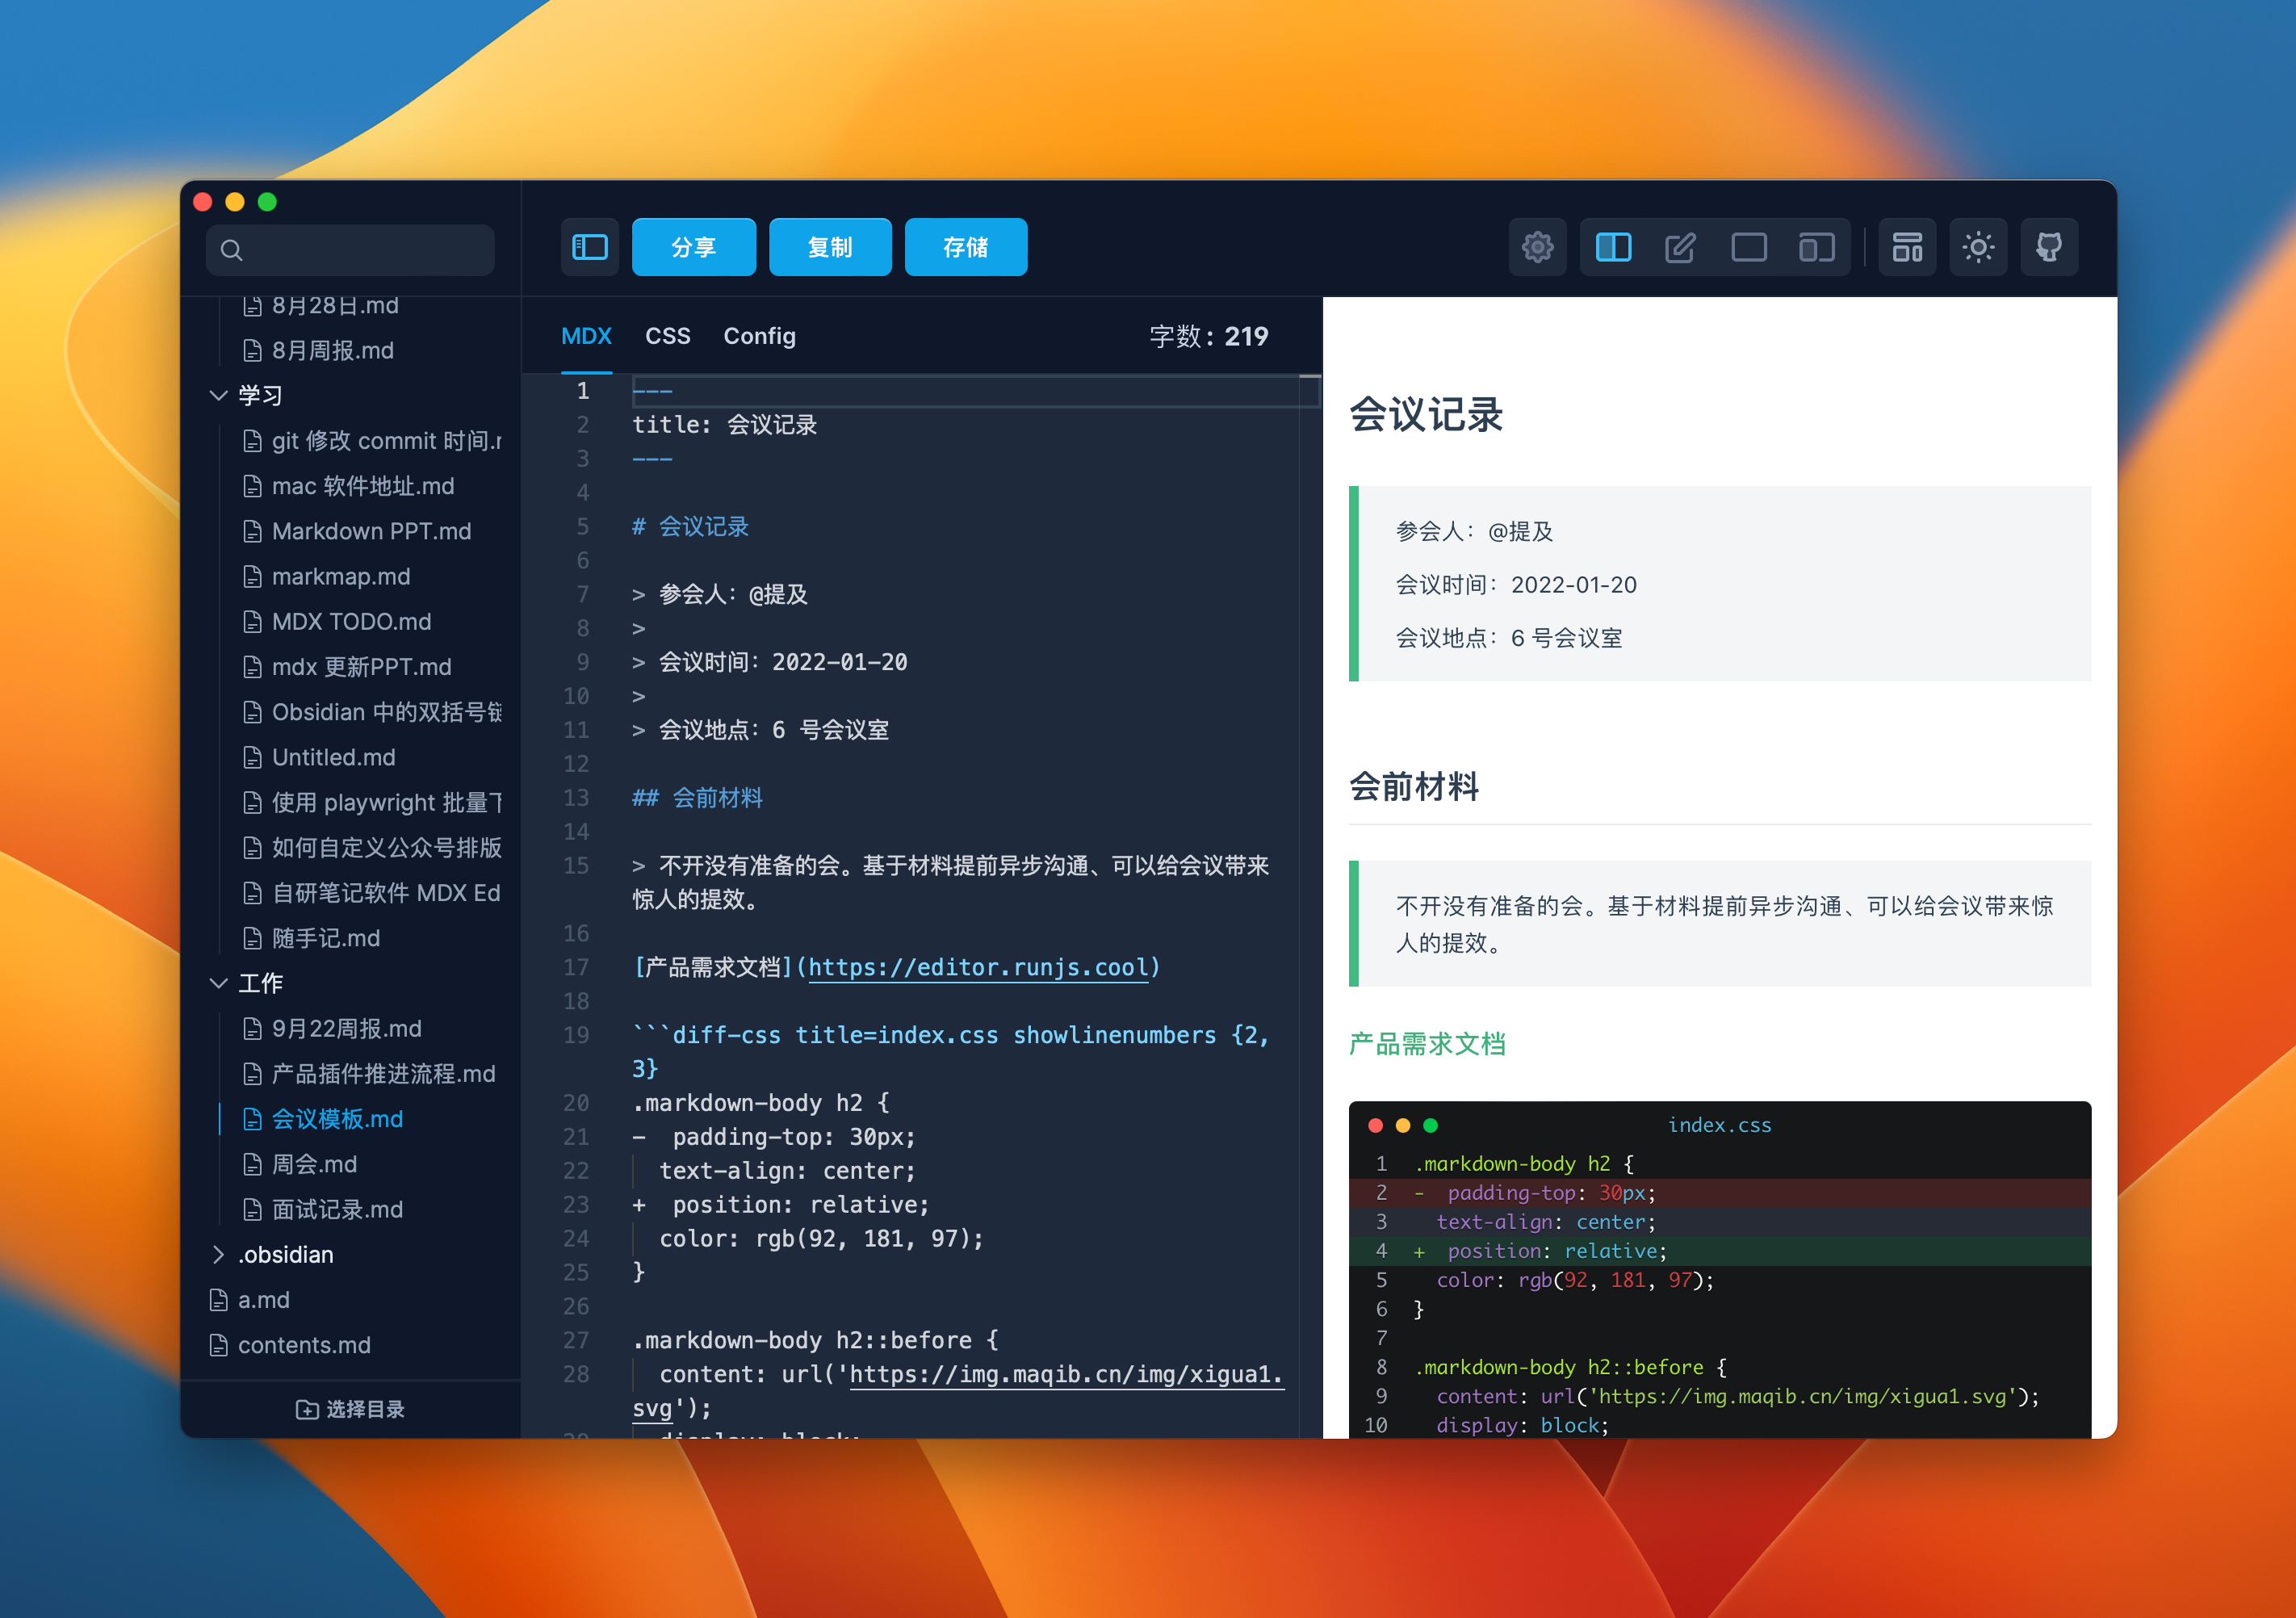 分享
复制
存储
8月28日.md
8月周报.md
学习
git 修改 commit 时间.
mac 软件地址.md
Markdown PPT.md
markmap.md
MDX TODO.md
mdx 更新PPT.md
Obsidian 中的双括号链
Untitled.md
使用 playwright 批量下
如何自定义公众号排版
自研笔记软件 MDX Ed
随手记.md
工作
9月22周报.md
产品插件推进流程.md
会议模板.md
周会.md
面试记录.md
.obsidian
a.md
contents.md
选择目录
MDX
CSS
Config
字数: 219
1 ---
2 title: 会议记录
3 ---
4
5 # 会议记录
6
7 > 参会人: @提及
8 >
9 > 会议时间: 2022-01-20
10 >
11 > 会议地点: 6 号会议室
12
13 ## 会前材料
14
15 > 不开没有准备的会。基于材料提前异步沟通、可以给会议带来
惊人的提效。
16
17 [产品需求文档](https://editor.runjs.cool)
18
19 ```diff-css title=index.css showlinenumbers {2,
3}
20 .markdown-body h2 {
21 -  padding-top: 30px;
22   text-align: center;
23 +  position: relative;
24   color: rgb(92, 181, 97);
25 }
26
27 .markdown-body h2::before {
28   content: url('https://img.maqib.cn/img/xigua1.
svg');
会议记录
参会人: @提及
会议时间: 2022-01-20
会议地点: 6 号会议室
会前材料
不开没有准备的会。基于材料提前异步沟通、可以给会议带来惊
人的提效。
产品需求文档
index.css
1 .markdown-body h2 {
2 -  padding-top: 30px;
3   text-align: center;
4 +  position: relative;
5   color: rgb(92, 181, 97);
6 }
7
8 .markdown-body h2::before {
9   content: url('https://img.maqib.cn/img/xigua1.svg');
10   display: block;